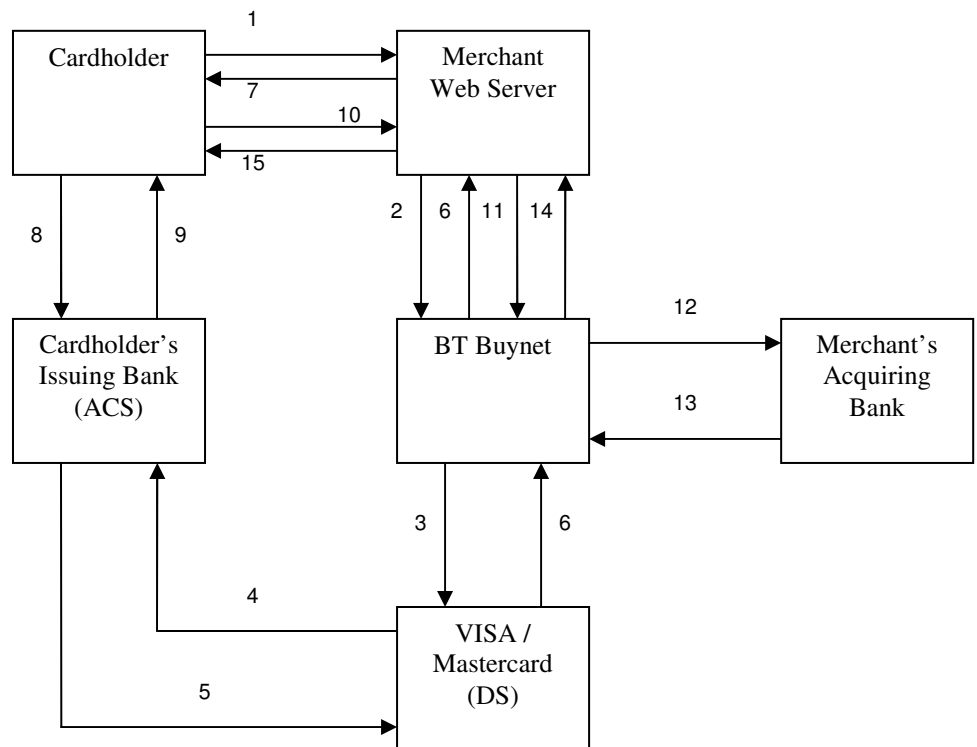 1
Cardholder
Merchant
Web Server
7
10
15
2
6
11
14
8
9
12
Cardholder’s
Issuing Bank
(ACS)
BT Buynet
Merchant’s
Acquiring
Bank
13
3
6
4
VISA /
Mastercard
(DS)
5